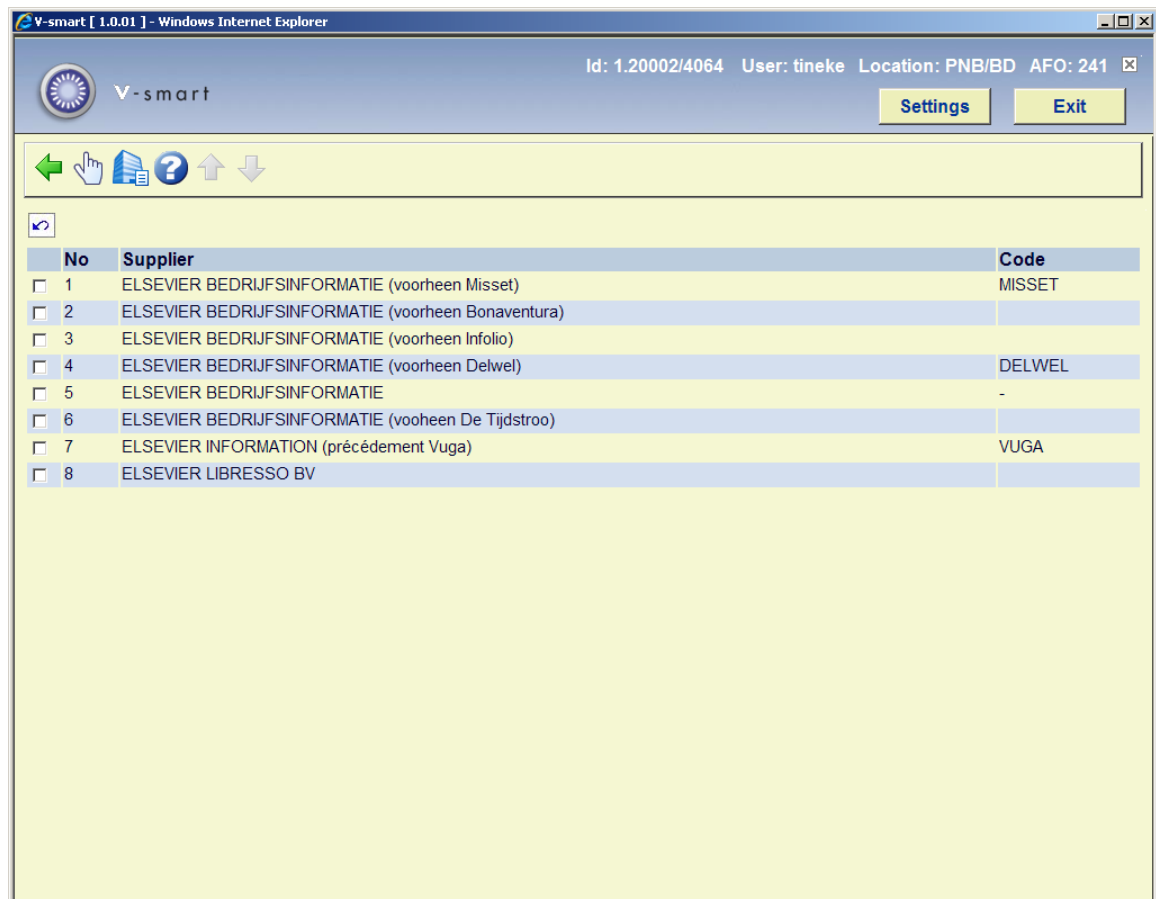 V-smart [ 1.0.01 ] - Windows Internet Explorer
Id: 1.20002/4064 User: tineke Location: PNB/BD AFO: 241
V-smart
Settings Exit
No Supplier Code
1 ELSEVIER BEDRIJFSINFORMATIE (voorheen Misset) MISSET
2 ELSEVIER BEDRIJFSINFORMATIE (voorheen Bonaventura)
3 ELSEVIER BEDRIJFSINFORMATIE (voorheen Infolio)
4 ELSEVIER BEDRIJFSINFORMATIE (voorheen Delwel) DELWEL
5 ELSEVIER BEDRIJFSINFORMATIE -
6 ELSEVIER BEDRIJFSINFORMATIE (vooheen De Tijdstroo)
7 ELSEVIER INFORMATION (précédement Vuga) VUGA
8 ELSEVIER LIBRESSO BV